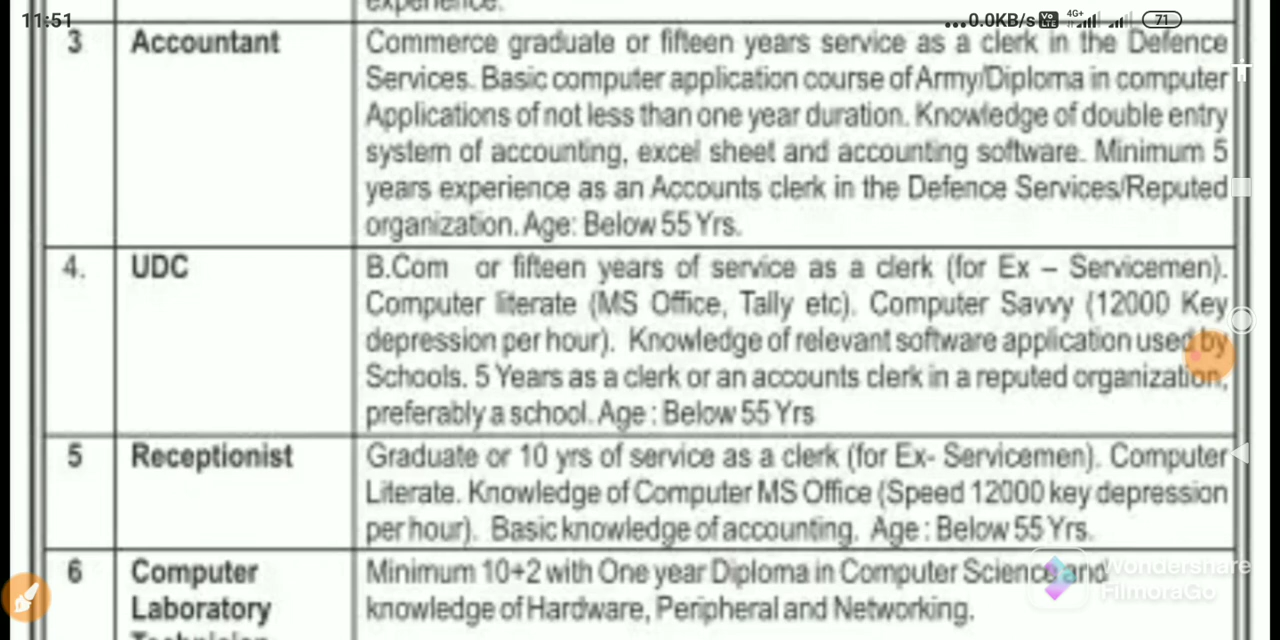 experience.
11:51
...0.0KB/s Vo LTE 4G+ 71
3 Accountant Commerce graduate or fifteen years service as a clerk in the Defence
Services. Basic computer application course of Army/Diploma in computer
Applications of not less than one year duration. Knowledge of double entry
system of accounting, excel sheet and accounting software. Minimum 5
years experience as an Accounts clerk in the Defence Services/Reputed
organization. Age: Below 55 Yrs.
4. UDC B.Com or fifteen years of service as a clerk (for Ex – Servicemen).
Computer literate (MS Office, Tally etc). Computer Savvy (12000 Key
depression per hour). Knowledge of relevant software application used by
Schools. 5 Years as a clerk or an accounts clerk in a reputed organization,
preferably a school. Age : Below 55 Yrs
5 Receptionist Graduate or 10 yrs of service as a clerk (for Ex- Servicemen). Computer
Literate. Knowledge of Computer MS Office (Speed 12000 key depression
per hour). Basic knowledge of accounting. Age : Below 55 Yrs.
6 Computer Minimum 10+2 with One year Diploma in Computer Science and
Laboratory knowledge of Hardware, Peripheral and Networking.
Technician
Wondershare
FilmoraGo